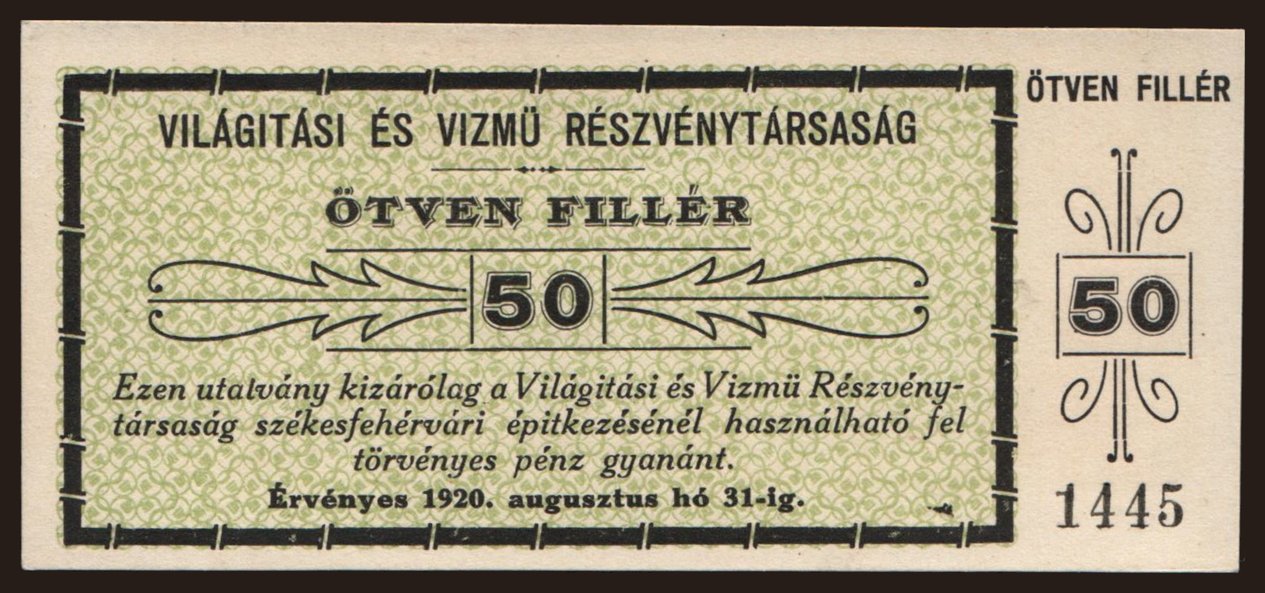 VILÁGITÁSI ÉS VIZMÜ RÉSZVÉNYTÁRSASÁG
ÖTVEN FILLÉR
50
Ezen utalvány kizárólag a Világitási és Vizmü Részvény-
társaság székesfehérvári épitkezésénél használható fel
törvényes pénz gyanánt.
Érvényes 1920. augusztus hó 31-ig.
ÖTVEN FILLÉR
50
1445